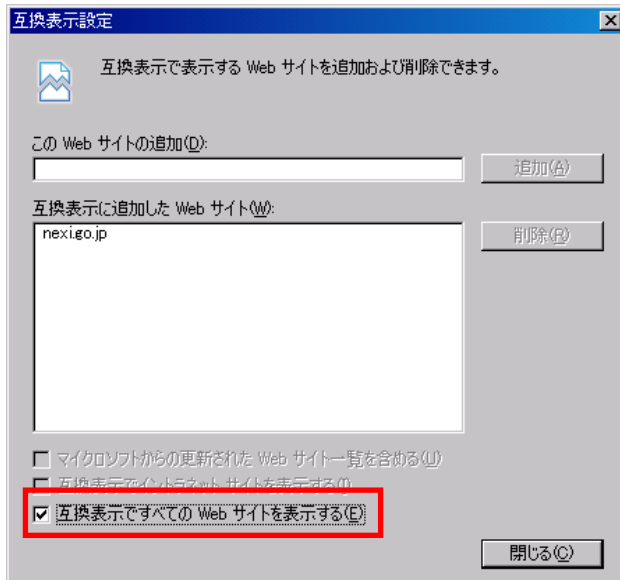 互換表示設定
互換表示で表示する Web サイトを追加および削除できます。
この Web サイトの追加(D):
追加(A)
互換表示に追加した Web サイト(W):
nexi.go.jp
削除(R)
マイクロソフトからの更新された Web サイト一覧を含める(U)
互換表示でイントラネット サイトを表示する(I)
互換表示ですべての Web サイトを表示する(E)
閉じる(C)